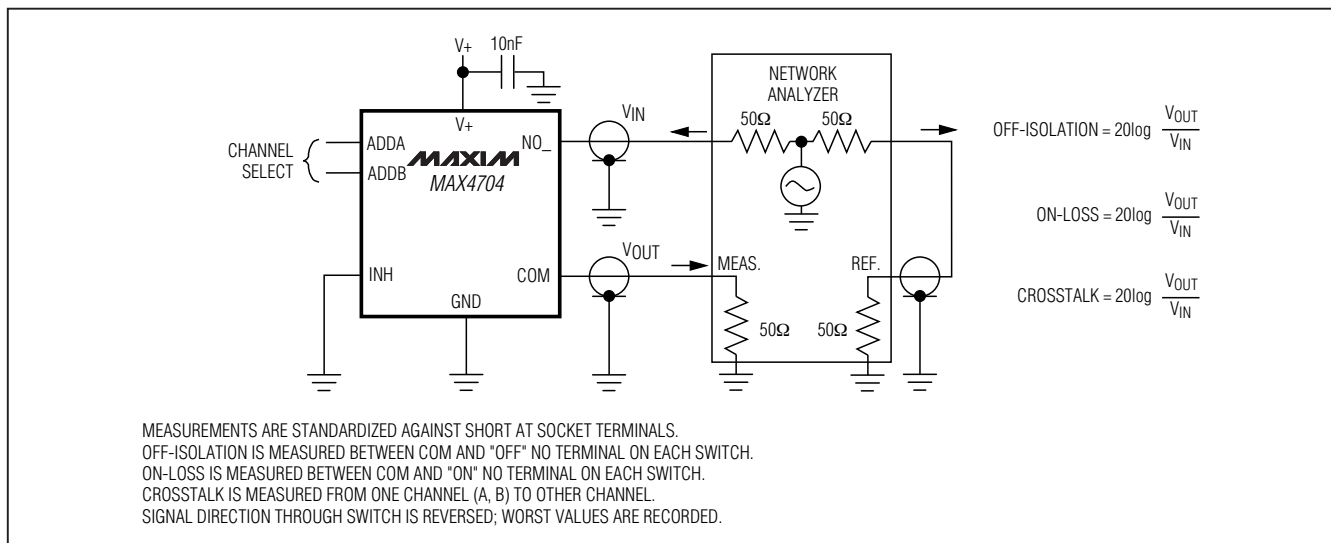 V+
10nF
V+
CHANNEL
SELECT
ADDA
ADDB
MAXIM
MAX4704
NO_
INH
COM
GND
VIN
VOUT
NETWORK
ANALYZER
50Ω
50Ω
MEAS.
REF.
50Ω
50Ω
OFF-ISOLATION = 20log VOUT
VIN
ON-LOSS = 20log VOUT
VIN
CROSSTALK = 20log VOUT
VIN
MEASUREMENTS ARE STANDARDIZED AGAINST SHORT AT SOCKET TERMINALS.
OFF-ISOLATION IS MEASURED BETWEEN COM AND "OFF" NO TERMINAL ON EACH SWITCH.
ON-LOSS IS MEASURED BETWEEN COM AND "ON" NO TERMINAL ON EACH SWITCH.
CROSSTALK IS MEASURED FROM ONE CHANNEL (A, B) TO OTHER CHANNEL.
SIGNAL DIRECTION THROUGH SWITCH IS REVERSED; WORST VALUES ARE RECORDED.